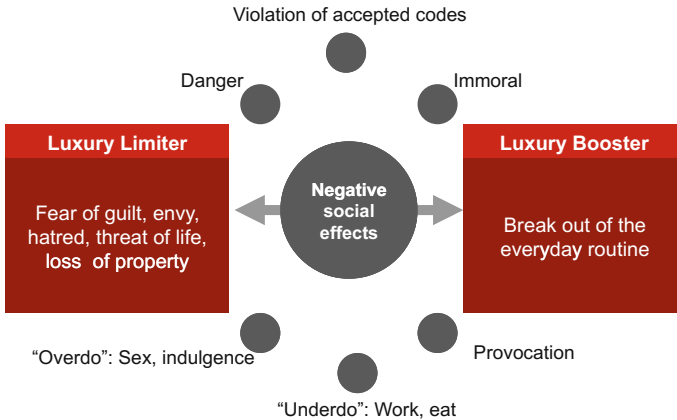 Violation of accepted codes
Danger
Immoral
Luxury Limiter
Fear of guilt, envy,
hatred, threat of life,
loss of property
Negative
social
effects
Luxury Booster
Break out of the
everyday routine
“Overdo”: Sex, indulgence
Provocation
“Underdo”: Work, eat